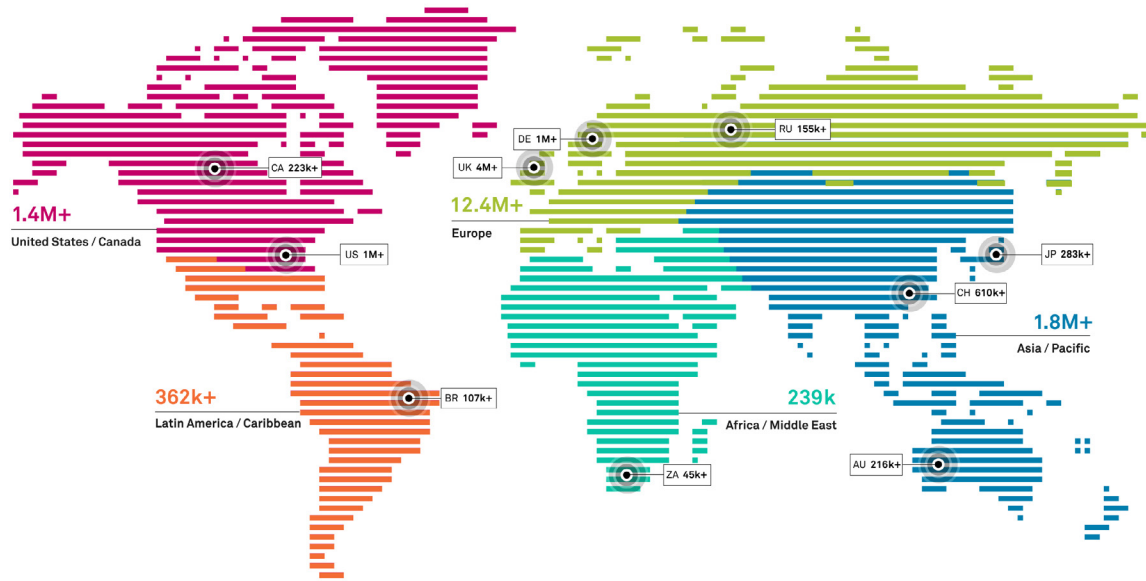 DE 1M+
RU 155k+
UK 4M+
CA 223k+
1.4M+
United States / Canada
12.4M+
Europe
US 1M+
JP 283k+
CH 610k+
1.8M+
Asia / Pacific
362k+
Latin America / Caribbean
BR 107k+
239k
Africa / Middle East
AU 216k+
ZA 45k+